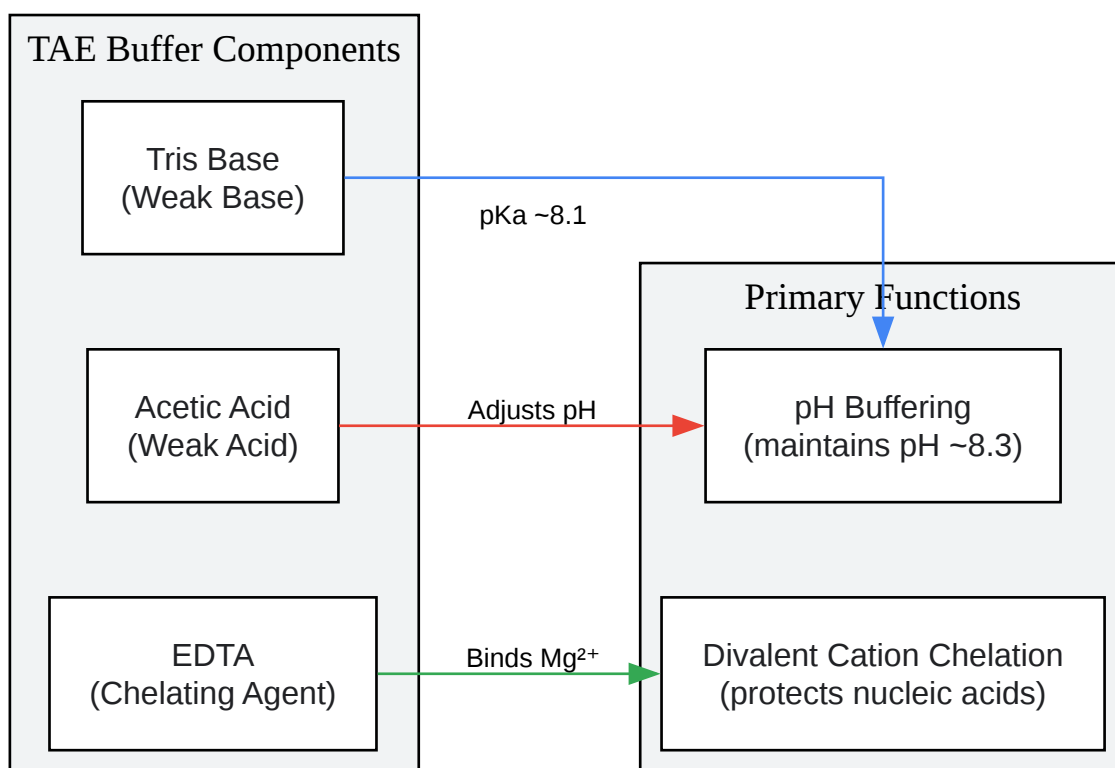 TAE Buffer Components
Tris Base
(Weak Base)
pKa ~8.1
Primary Functions
Acetic Acid
(Weak Acid)
Adjusts pH
pH Buffering
(maintains pH ~8.3)
EDTA
(Chelating Agent)
Binds Mg²⁺
Divalent Cation Chelation
(protects nucleic acids)